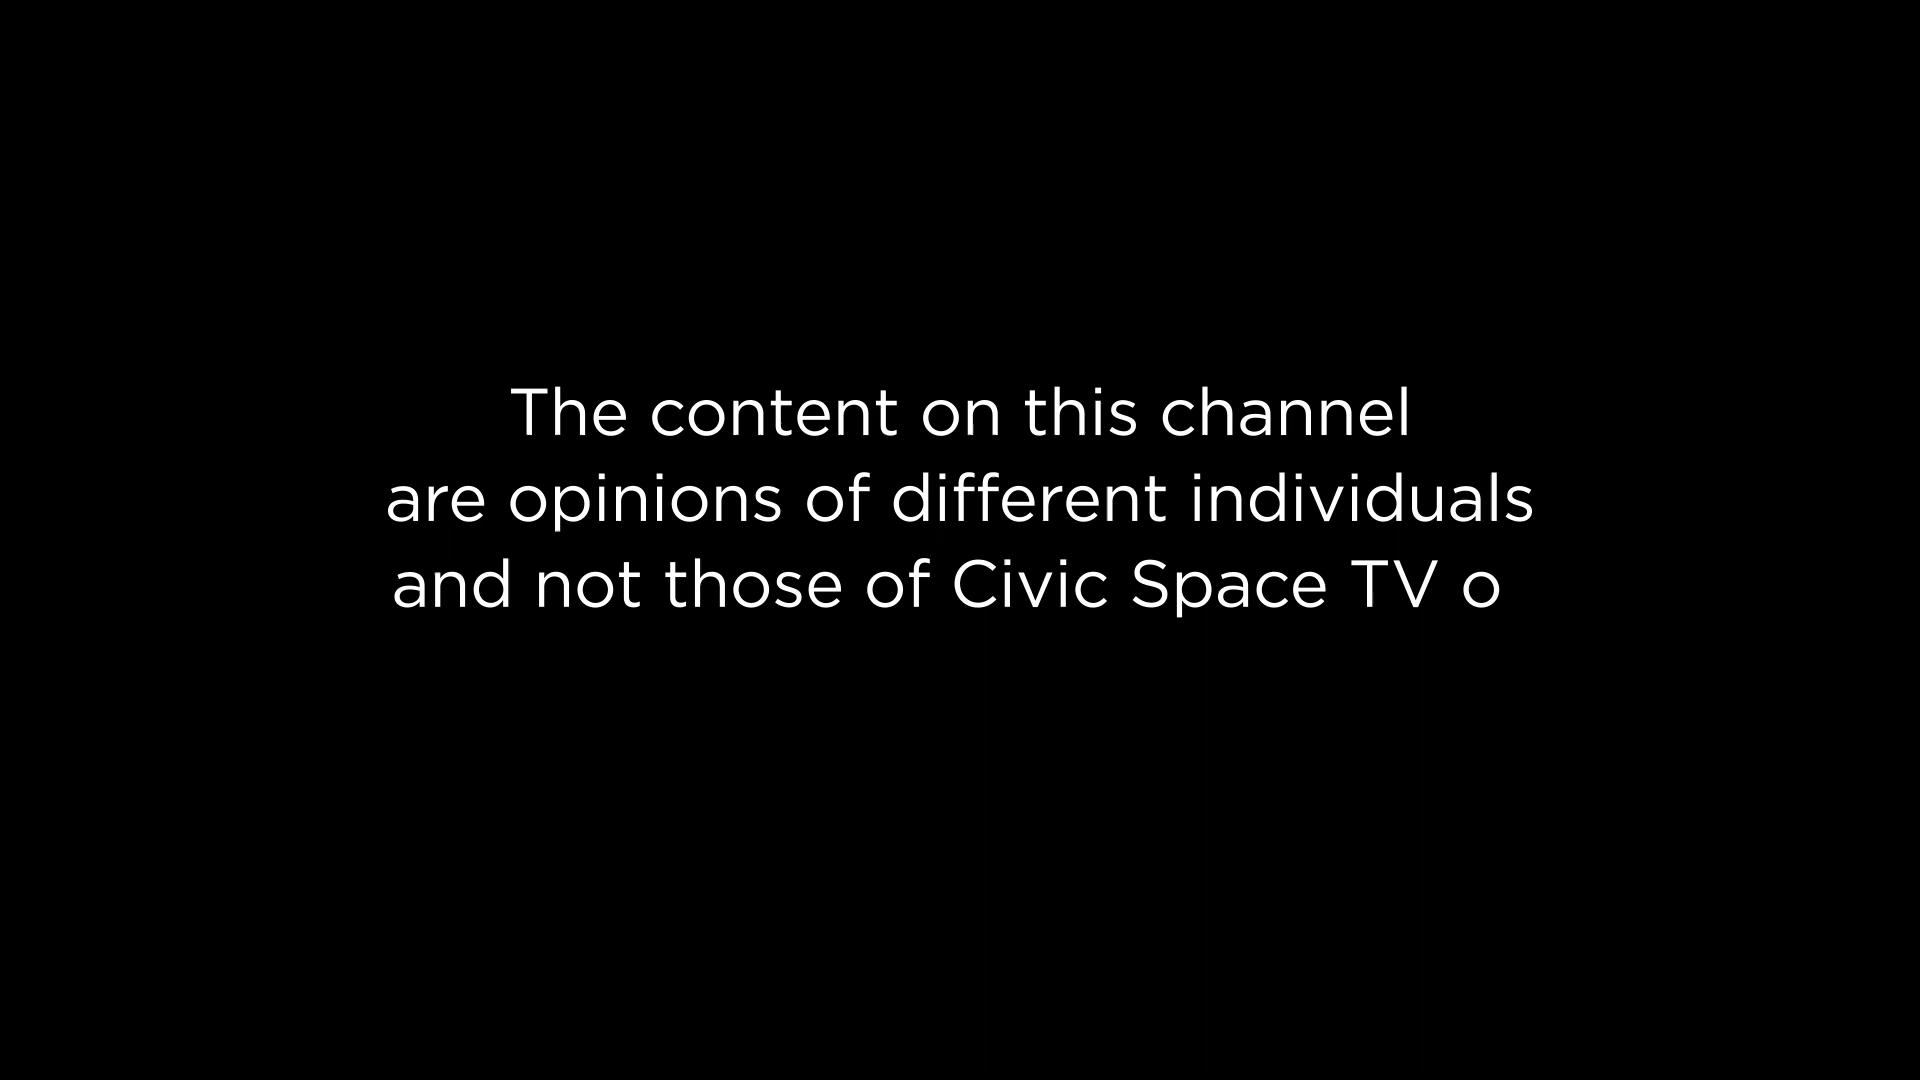 The content on this channel
are opinions of different individuals
and not those of Civic Space TV o